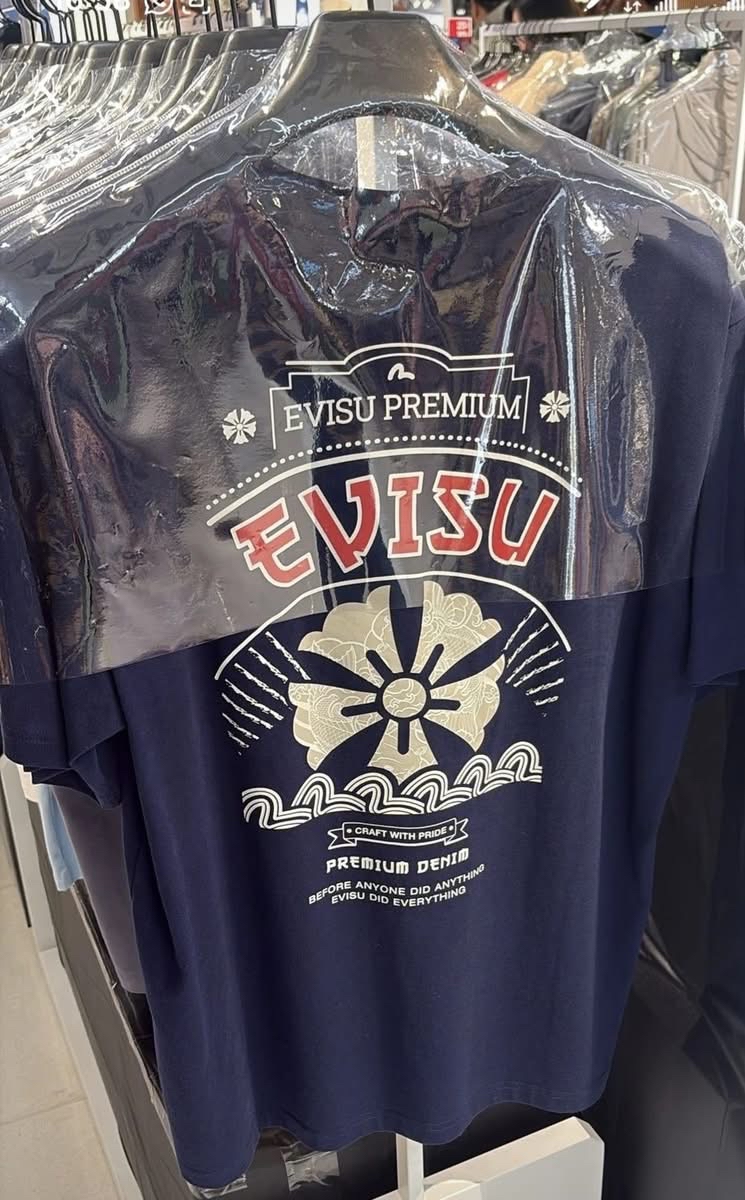 EVISU PREMIUM
EVISU
CRAFT WITH PRIDE
PREMIUM DENIM
BEFORE ANYONE DID ANYTHING
EVISU DID EVERYTHING